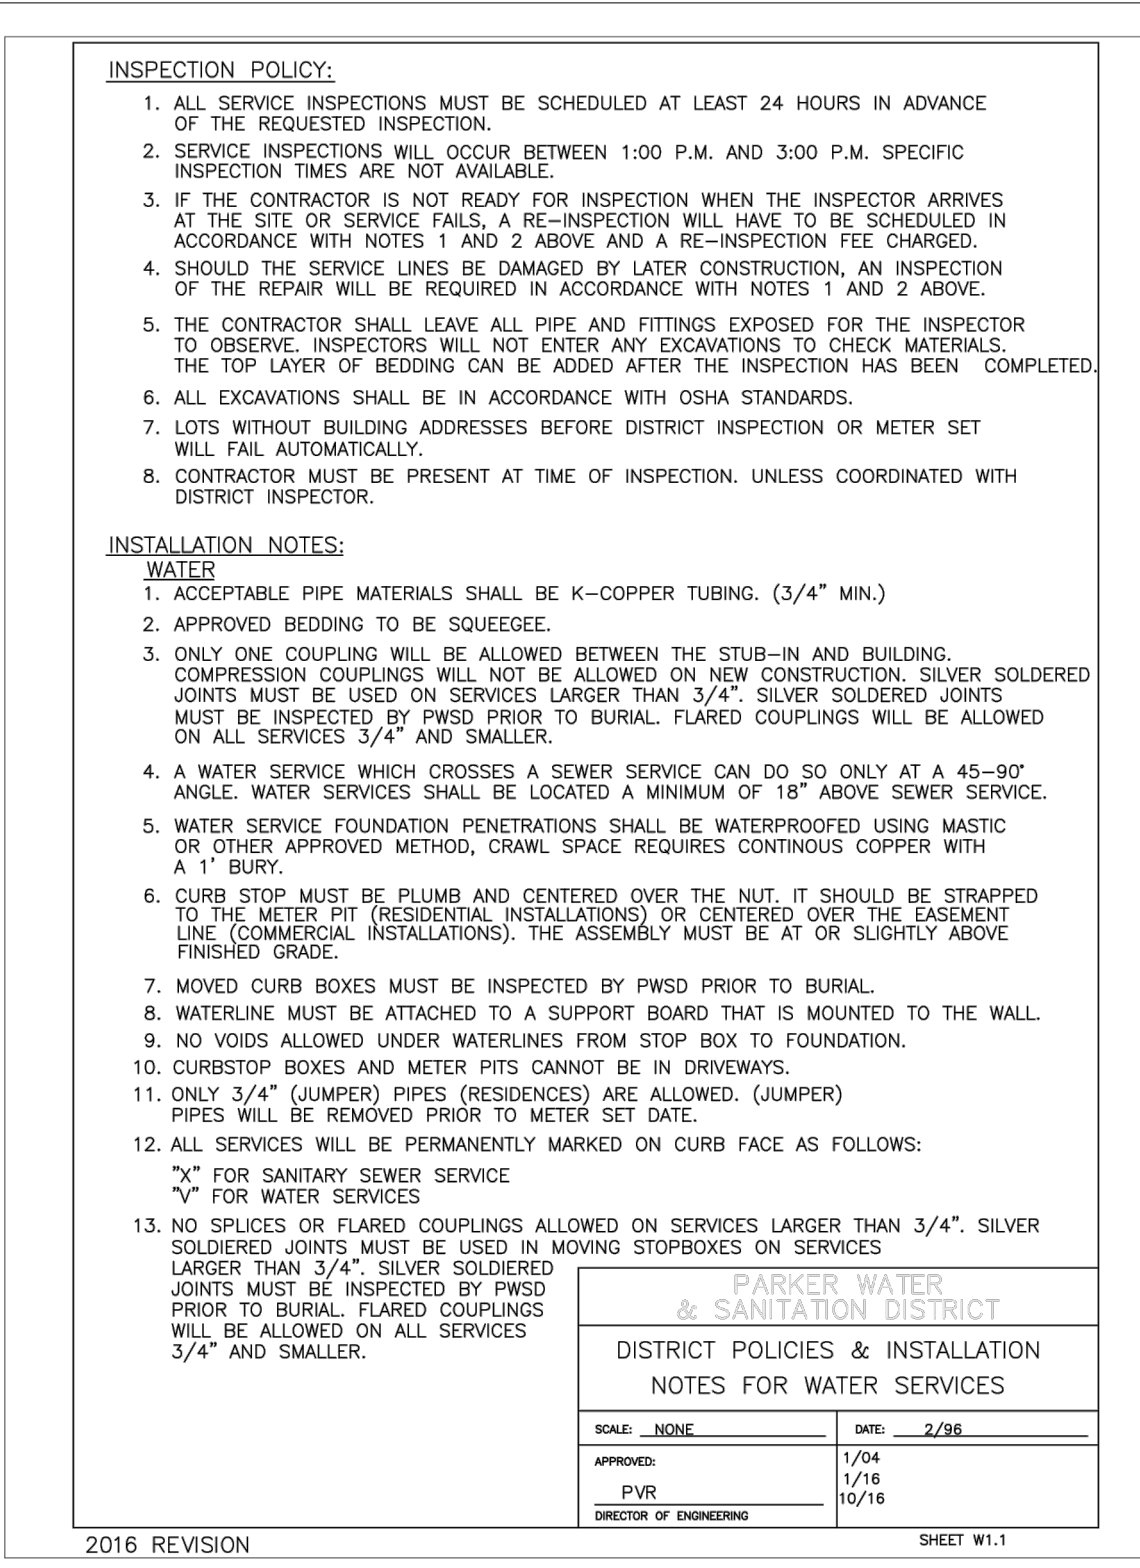 INSPECTION POLICY:
1. ALL SERVICE INSPECTIONS MUST BE SCHEDULED AT LEAST 24 HOURS IN ADVANCE
OF THE REQUESTED INSPECTION.
2. SERVICE INSPECTIONS WILL OCCUR BETWEEN 1:00 P.M. AND 3:00 P.M. SPECIFIC
INSPECTION TIMES ARE NOT AVAILABLE.
3. IF THE CONTRACTOR IS NOT READY FOR INSPECTION WHEN THE INSPECTOR ARRIVES
AT THE SITE OR SERVICE FAILS, A RE-INSPECTION WILL HAVE TO BE SCHEDULED IN
ACCORDANCE WITH NOTES 1 AND 2 ABOVE AND A RE-INSPECTION FEE CHARGED.
4. SHOULD THE SERVICE LINES BE DAMAGED BY LATER CONSTRUCTION, AN INSPECTION
OF THE REPAIR WILL BE REQUIRED IN ACCORDANCE WITH NOTES 1 AND 2 ABOVE.
5. THE CONTRACTOR SHALL LEAVE ALL PIPE AND FITTINGS EXPOSED FOR THE INSPECTOR
TO OBSERVE. INSPECTORS WILL NOT ENTER ANY EXCAVATIONS TO CHECK MATERIALS.
THE TOP LAYER OF BEDDING CAN BE ADDED AFTER THE INSPECTION HAS BEEN COMPLETED.
6. ALL EXCAVATIONS SHALL BE IN ACCORDANCE WITH OSHA STANDARDS.
7. LOTS WITHOUT BUILDING ADDRESSES BEFORE DISTRICT INSPECTION OR METER SET
WILL FAIL AUTOMATICALLY.
8. CONTRACTOR MUST BE PRESENT AT TIME OF INSPECTION. UNLESS COORDINATED WITH
DISTRICT INSPECTOR.
INSTALLATION NOTES:
WATER
1. ACCEPTABLE PIPE MATERIALS SHALL BE K-COPPER TUBING. (3/4" MIN.)
2. APPROVED BEDDING TO BE SQUEEGEE.
3. ONLY ONE COUPLING WILL BE ALLOWED BETWEEN THE STUB-IN AND BUILDING.
COMPRESSION COUPLINGS WILL NOT BE ALLOWED ON NEW CONSTRUCTION. SILVER SOLDERED
JOINTS MUST BE USED ON SERVICES LARGER THAN 3/4". SILVER SOLDERED JOINTS
MUST BE INSPECTED BY PWSD PRIOR TO BURIAL. FLARED COUPLINGS WILL BE ALLOWED
ON ALL SERVICES 3/4" AND SMALLER.
4. A WATER SERVICE WHICH CROSSES A SEWER SERVICE CAN DO SO ONLY AT A 45-90°
ANGLE. WATER SERVICES SHALL BE LOCATED A MINIMUM OF 18" ABOVE SEWER SERVICE.
5. WATER SERVICE FOUNDATION PENETRATIONS SHALL BE WATERPROOFED USING MASTIC
OR OTHER APPROVED METHOD, CRAWL SPACE REQUIRES CONTINOUS COPPER WITH
A 1' BURY.
6. CURB STOP MUST BE PLUMB AND CENTERED OVER THE NUT. IT SHOULD BE STRAPPED
TO THE METER PIT (RESIDENTIAL INSTALLATIONS) OR CENTERED OVER THE EASEMENT
LINE (COMMERCIAL INSTALLATIONS). THE ASSEMBLY MUST BE AT OR SLIGHTLY ABOVE
FINISHED GRADE.
7. MOVED CURB BOXES MUST BE INSPECTED BY PWSD PRIOR TO BURIAL.
8. WATERLINE MUST BE ATTACHED TO A SUPPORT BOARD THAT IS MOUNTED TO THE WALL.
9. NO VOIDS ALLOWED UNDER WATERLINES FROM STOP BOX TO FOUNDATION.
10. CURBSTOP BOXES AND METER PITS CANNOT BE IN DRIVEWAYS.
11. ONLY 3/4" (JUMPER) PIPES (RESIDENCES) ARE ALLOWED. (JUMPER)
PIPES WILL BE REMOVED PRIOR TO METER SET DATE.
12. ALL SERVICES WILL BE PERMANENTLY MARKED ON CURB FACE AS FOLLOWS:
"X" FOR SANITARY SEWER SERVICE
"V" FOR WATER SERVICES
13. NO SPLICES OR FLARED COUPLINGS ALLOWED ON SERVICES LARGER THAN 3/4". SILVER
SOLDIERED JOINTS MUST BE USED IN MOVING STOPBOXES ON SERVICES
LARGER THAN 3/4". SILVER SOLDIERED
JOINTS MUST BE INSPECTED BY PWSD
PRIOR TO BURIAL. FLARED COUPLINGS
WILL BE ALLOWED ON ALL SERVICES
3/4" AND SMALLER.
PARKER WATER
& SANITATION DISTRICT
DISTRICT POLICIES & INSTALLATION
NOTES FOR WATER SERVICES
SCALE: NONE
DATE: 2/96
APPROVED:
PVR
DIRECTOR OF ENGINEERING
1/04
1/16
10/16
2016 REVISION
SHEET W1.1